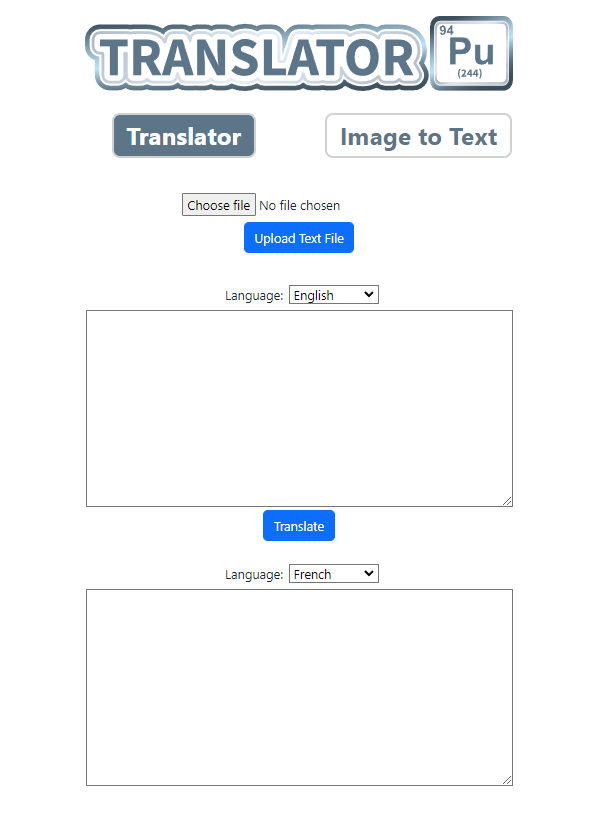 TRANSLATOR
94
Pu
(244)
Translator
Image to Text
Choose file No file chosen
Upload Text File
Language: English
Translate
Language: French